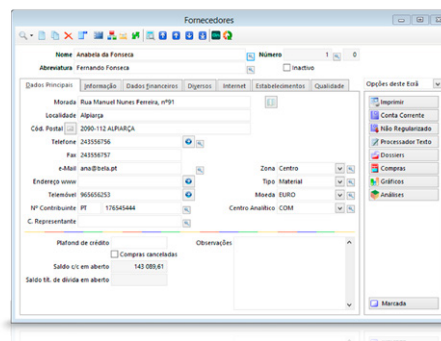 Fornecedores
Nome Anabela da Fonseca Número 1 0
Abreviatura Fernando Fonseca Inactivo
Dados Principais Informação Dados financeiros Diversos Internet Estabelecimentos Qualidade Opções deste Ecrã
Morada Rua Manuel Nunes Ferreira, nº91 Imprimir
Localidade Alpiarça Conta Corrente
Cód. Postal 2090-112 ALPIARÇA Não Regularizado
Telefone 243556756 Processador Texto
Fax 243556757 Dossiers
e-Mail ana@bela.pt Zona Centro Compras
Endereço www Tipo Material Gráficos
Telemóvel 965656253 Moeda EURO Análises
Nº Contribuinte PT 176545444 Centro Analítico COM
C. Representante
Plafond de crédito Observações
Compras canceladas
Saldo c/c em aberto 143 089,61
Saldo tít. de dívida em aberto
Marcada